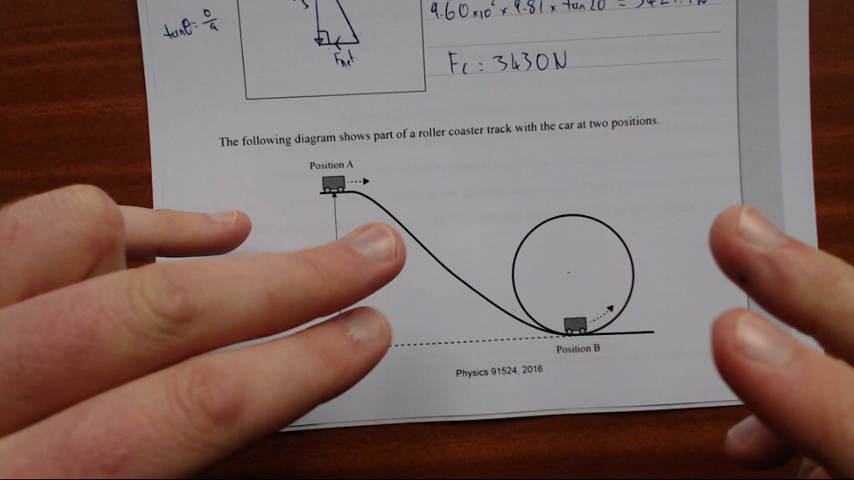 tanθ = o/a
9.60×10² × 9.81 × tan 20 =
Fnet
Fc = 3430N
The following diagram shows part of a roller coaster track with the car at two positions.
Position A
Position B
Physics 91524, 2016